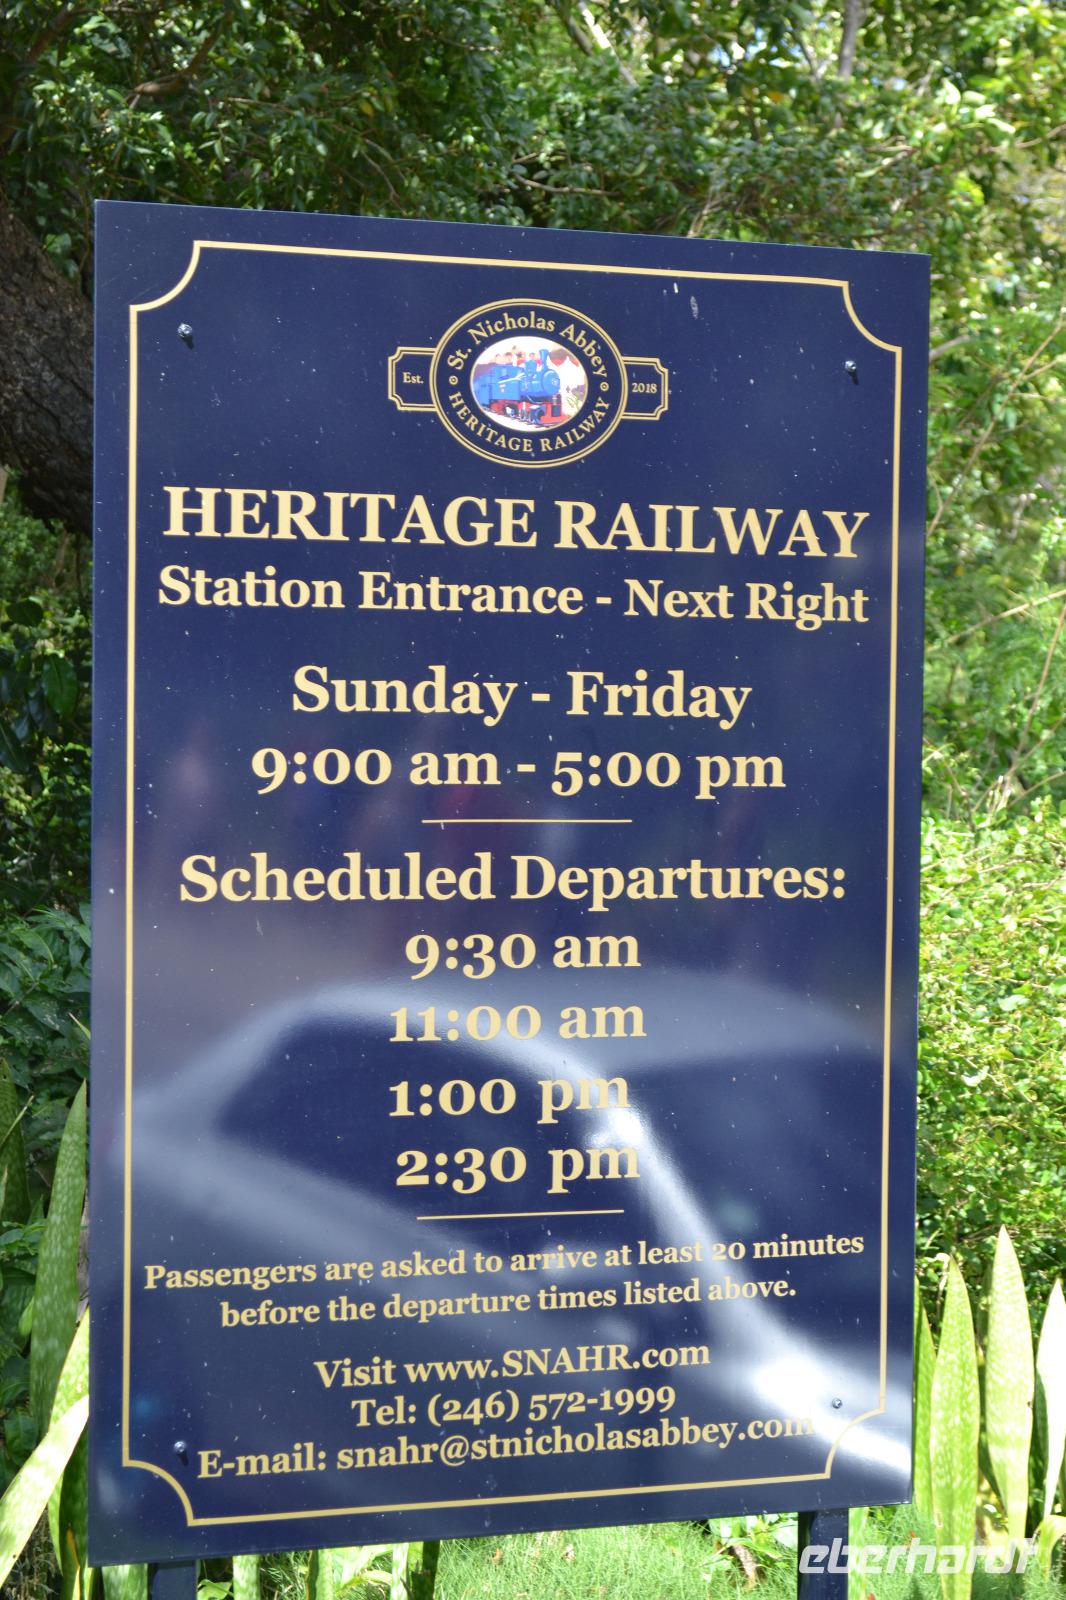 St. Nicholas Abbey
Est. 2018
HERITAGE RAILWAY
HERITAGE RAILWAY
Station Entrance - Next Right
Sunday - Friday
9:00 am - 5:00 pm
Scheduled Departures:
9:30 am
11:00 am
1:00 pm
2:30 pm
Passengers are asked to arrive at least 20 minutes
before the departure times listed above.
Visit www.SNAHR.com
Tel: (246) 572-1999
E-mail: snahr@stnicholasabbey.com
eberhardt